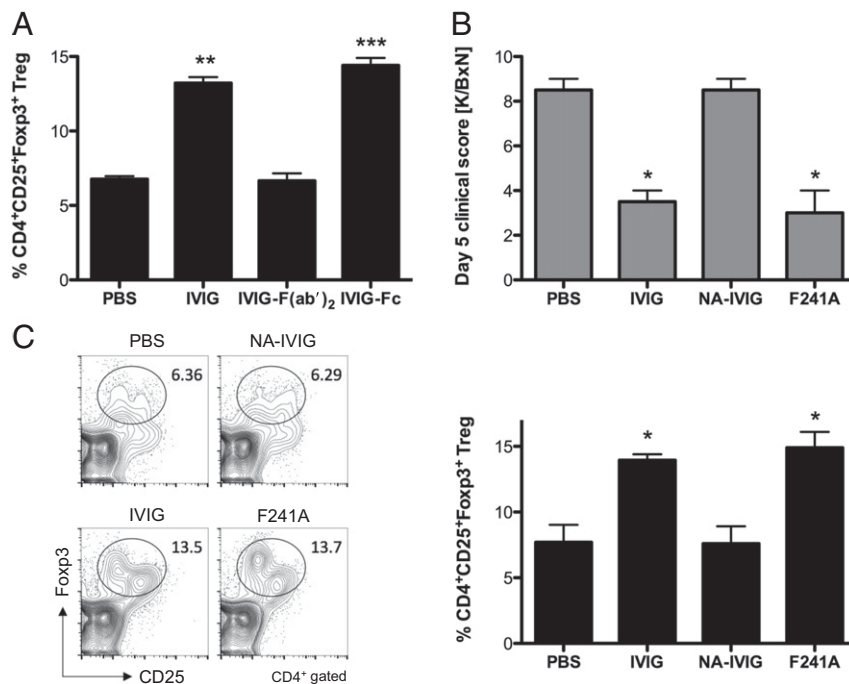 A
% CD4⁺CD25⁺Foxp3⁺ Treg
15
10
5
0
**
***
PBS IVIG IVIG-F(ab′)₂ IVIG-Fc
B
Day 5 clinical score [K/BxN]
10
8
6
4
2
0
*
*
PBS IVIG NA-IVIG F241A
C
PBS NA-IVIG
6.36 6.29
IVIG F241A
13.5 13.7
Foxp3
CD25
CD4⁺ gated
% CD4⁺CD25⁺Foxp3⁺ Treg
15
10
5
0
*
*
PBS IVIG NA-IVIG F241A